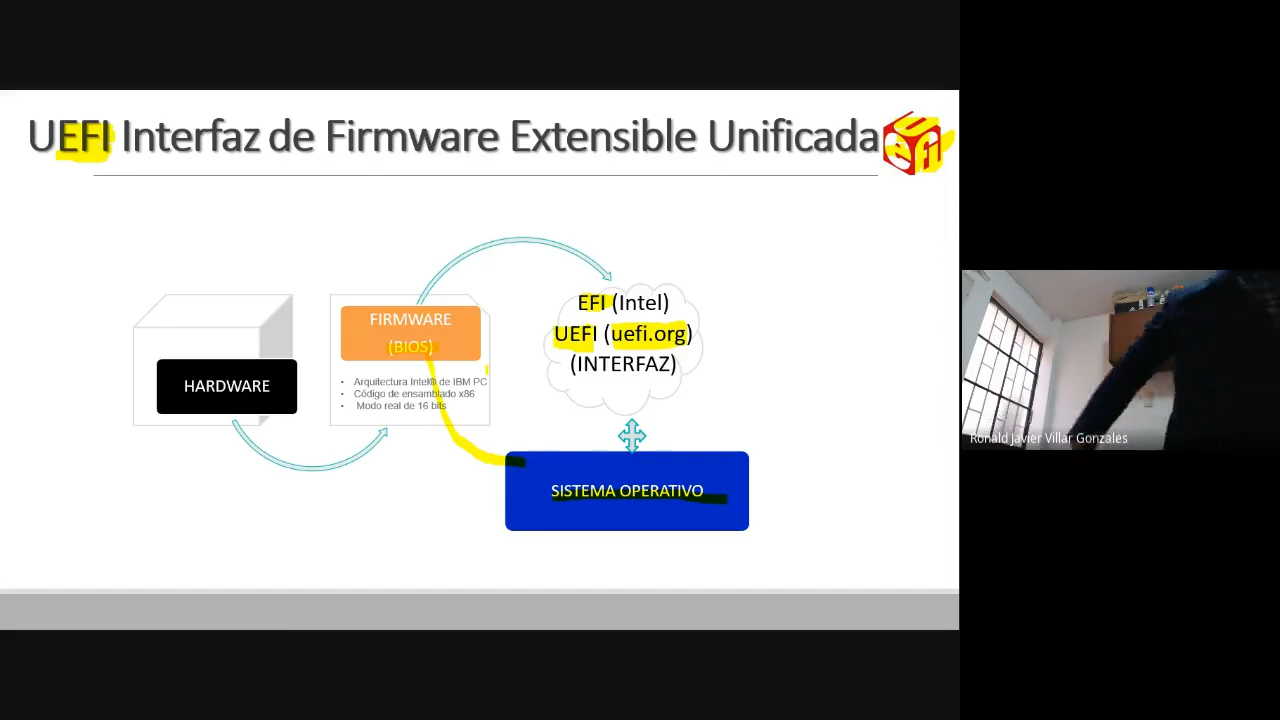 UEFI Interfaz de Firmware Extensible Unificada
uefi
FIRMWARE
(BIOS)
• Arquitectura Intel® de IBM PC
• Código de ensamblado x86
• Modo real de 16 bits
HARDWARE
EFI (Intel)
UEFI (uefi.org)
(INTERFAZ)
SISTEMA OPERATIVO
Ronald Javier Villar Gonzales